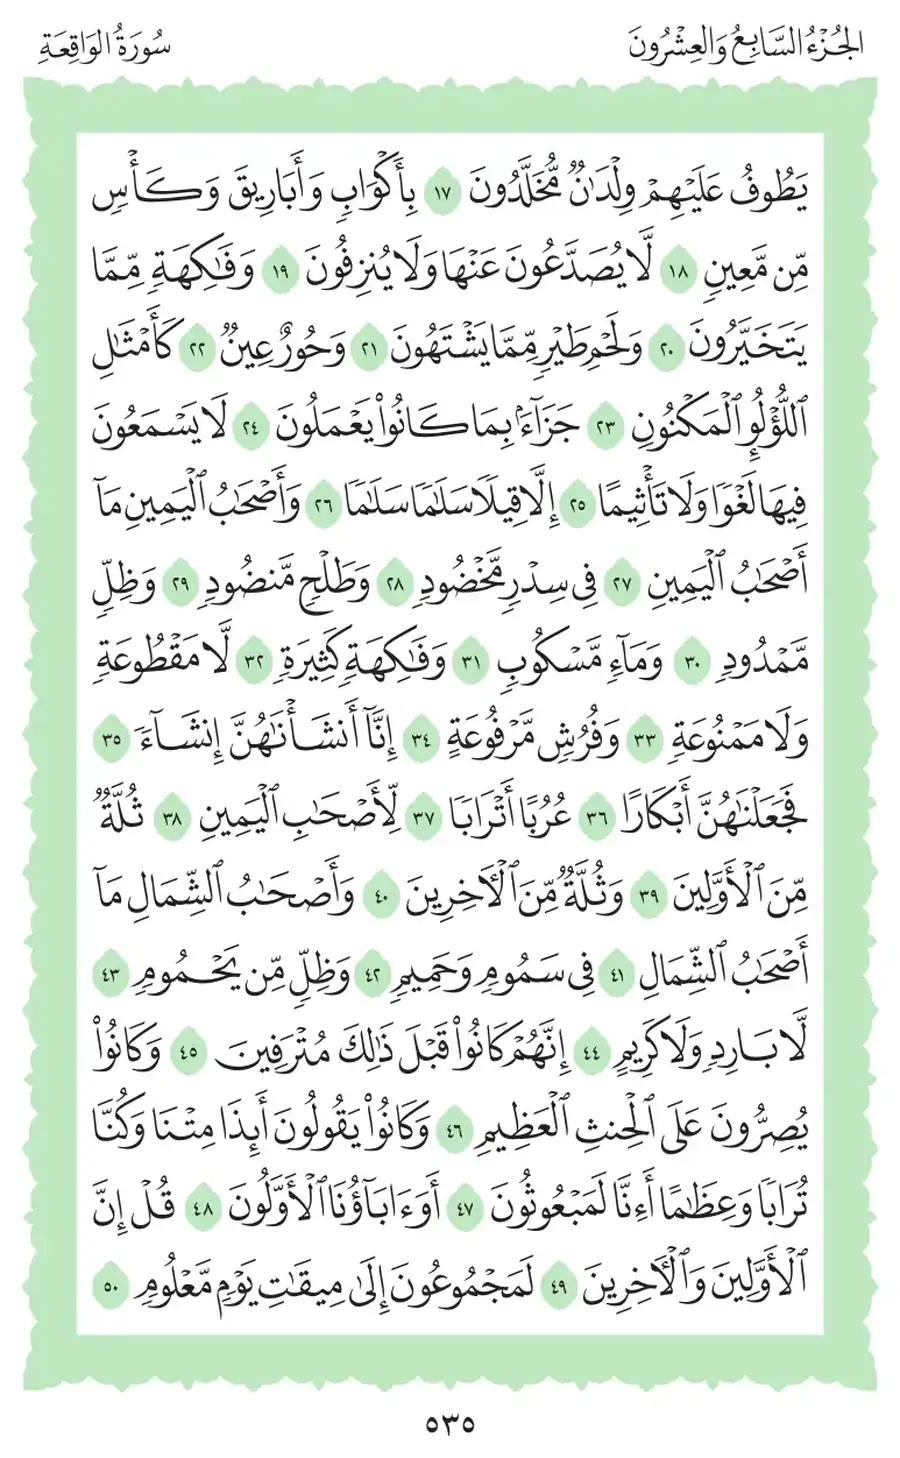 الجُزْءُ السَّابِعُ وَالعِشْرُونَ
سُورَةُ الوَاقِعَةِ
يَطُوفُ عَلَيْهِمْ وِلْدَٰنٌ مُّخَلَّدُونَ ١٧ بِأَكْوَابٍ وَأَبَارِيقَ وَكَأْسٍ
مِّن مَّعِينٍ ١٨ لَّا يُصَدَّعُونَ عَنْهَا وَلَا يُنزِفُونَ ١٩ وَفَٰكِهَةٍ مِّمَّا
يَتَخَيَّرُونَ ٢٠ وَلَحْمِ طَيْرٍ مِّمَّا يَشْتَهُونَ ٢١ وَحُورٌ عِينٌ ٢٢ كَأَمْثَٰلِ
ٱللُّؤْلُؤِ ٱلْمَكْنُونِ ٢٣ جَزَآءًۢ بِمَا كَانُوا۟ يَعْمَلُونَ ٢٤ لَا يَسْمَعُونَ
فِيهَا لَغْوًا وَلَا تَأْثِيمًا ٢٥ إِلَّا قِيلًا سَلَٰمًا سَلَٰمًا ٢٦ وَأَصْحَٰبُ ٱلْيَمِينِ مَآ
أَصْحَٰبُ ٱلْيَمِينِ ٢٧ فِى سِدْرٍ مَّخْضُودٍ ٢٨ وَطَلْحٍ مَّنضُودٍ ٢٩ وَظِلٍّ
مَّمْدُودٍ ٣٠ وَمَآءٍ مَّسْكُوبٍ ٣١ وَفَٰكِهَةٍ كَثِيرَةٍ ٣٢ لَّا مَقْطُوعَةٍ
وَلَا مَمْنُوعَةٍ ٣٣ وَفُرُشٍ مَّرْفُوعَةٍ ٣٤ إِنَّآ أَنشَأْنَٰهُنَّ إِنشَآءً ٣٥
فَجَعَلْنَٰهُنَّ أَبْكَارًا ٣٦ عُرُبًا أَتْرَابًا ٣٧ لِّأَصْحَٰبِ ٱلْيَمِينِ ٣٨ ثُلَّةٌ
مِّنَ ٱلْأَوَّلِينَ ٣٩ وَثُلَّةٌ مِّنَ ٱلْءَاخِرِينَ ٤٠ وَأَصْحَٰبُ ٱلشِّمَالِ مَآ
أَصْحَٰبُ ٱلشِّمَالِ ٤١ فِى سَمُومٍ وَحَمِيمٍ ٤٢ وَظِلٍّ مِّن يَحْمُومٍ ٤٣
لَّا بَارِدٍ وَلَا كَرِيمٍ ٤٤ إِنَّهُمْ كَانُوا۟ قَبْلَ ذَٰلِكَ مُتْرَفِينَ ٤٥ وَكَانُوا۟
يُصِرُّونَ عَلَى ٱلْحِنثِ ٱلْعَظِيمِ ٤٦ وَكَانُوا۟ يَقُولُونَ أَئِذَا مِتْنَا وَكُنَّا
تُرَابًا وَعِظَٰمًا أَءِنَّا لَمَبْعُوثُونَ ٤٧ أَوَءَابَآؤُنَا ٱلْأَوَّلُونَ ٤٨ قُلْ إِنَّ
ٱلْأَوَّلِينَ وَٱلْءَاخِرِينَ ٤٩ لَمَجْمُوعُونَ إِلَىٰ مِيقَٰتِ يَوْمٍ مَّعْلُومٍ ٥٠
٥٣٥